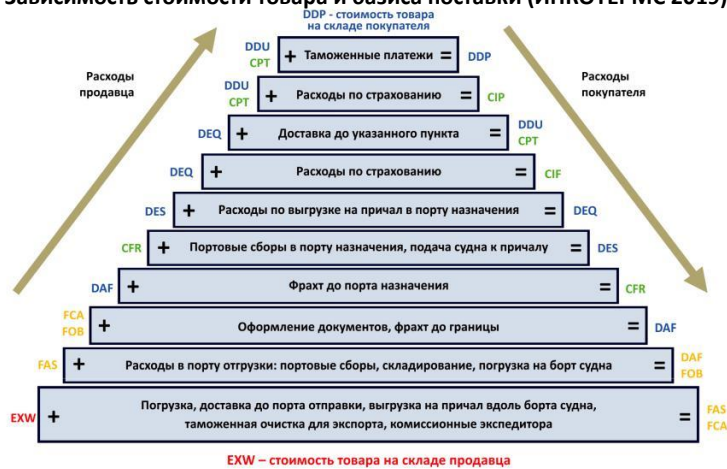 Зависимость стоимости товара и базиса поставки (ИНКОТЕРМС 2015)
DDP - стоимость товара
на складе покупателя
Расходы
продавца
Расходы
покупателя
DDU
CPT
+ Таможенные платежи = DDP
DDU
CPT
+ Расходы по страхованию = CIP
DEQ + Доставка до указанного пункта = DDU
CPT
DEQ + Расходы по страхованию = CIF
DES + Расходы по выгрузке на причал в порту назначения = DEQ
CFR + Портовые сборы в порту назначения, подача судна к причалу = DES
DAF + Фрахт до порта назначения = CFR
FCA
FOB
+ Оформление документов, фрахт до границы = DAF
FAS + Расходы в порту отгрузки: портовые сборы, складирование, погрузка на борт судна = DAF
FOB
EXW + Погрузка, доставка до порта отправки, выгрузка на причал вдоль борта судна,
таможенная очистка для экспорта, комиссионные экспедитора = FAS
FCA
EXW – стоимость товара на складе продавца